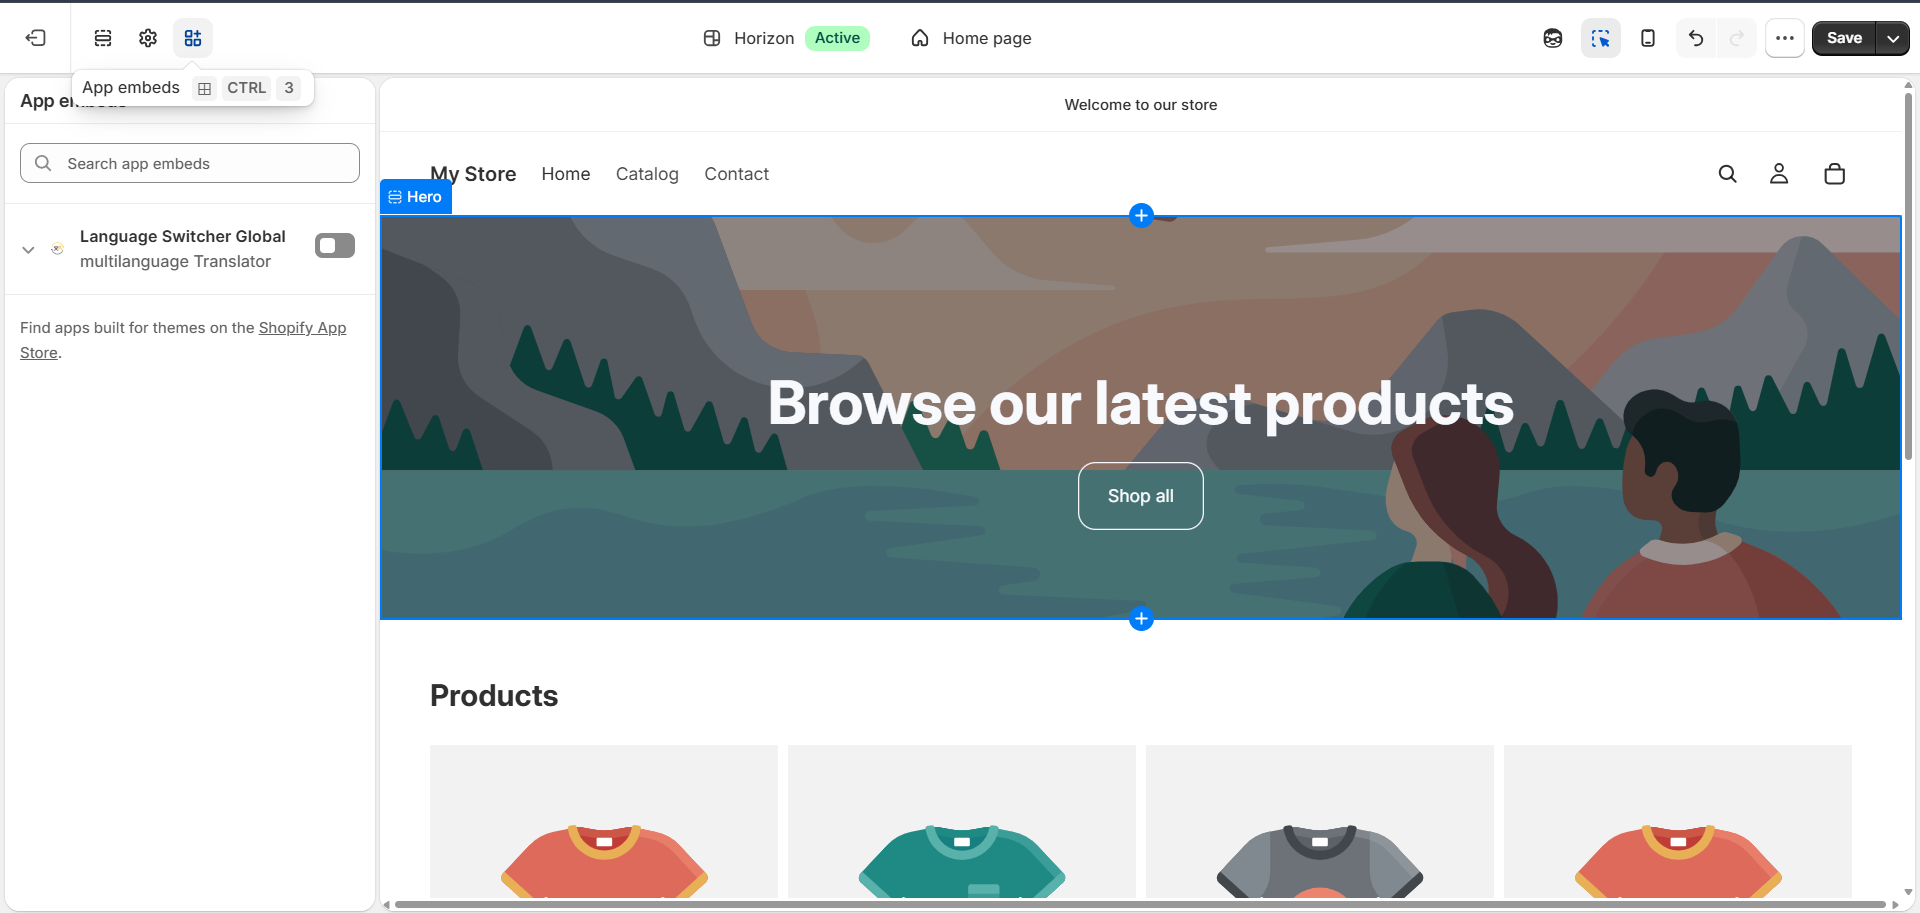 Horizon
Active
Home page
Save
App embeds
CTRL
3
App embeds
Search app embeds
Language Switcher Global
multilanguage Translator
Find apps built for themes on the Shopify App
Store.
Welcome to our store
My Store
Home
Catalog
Contact
Hero
Browse our latest products
Shop all
Products